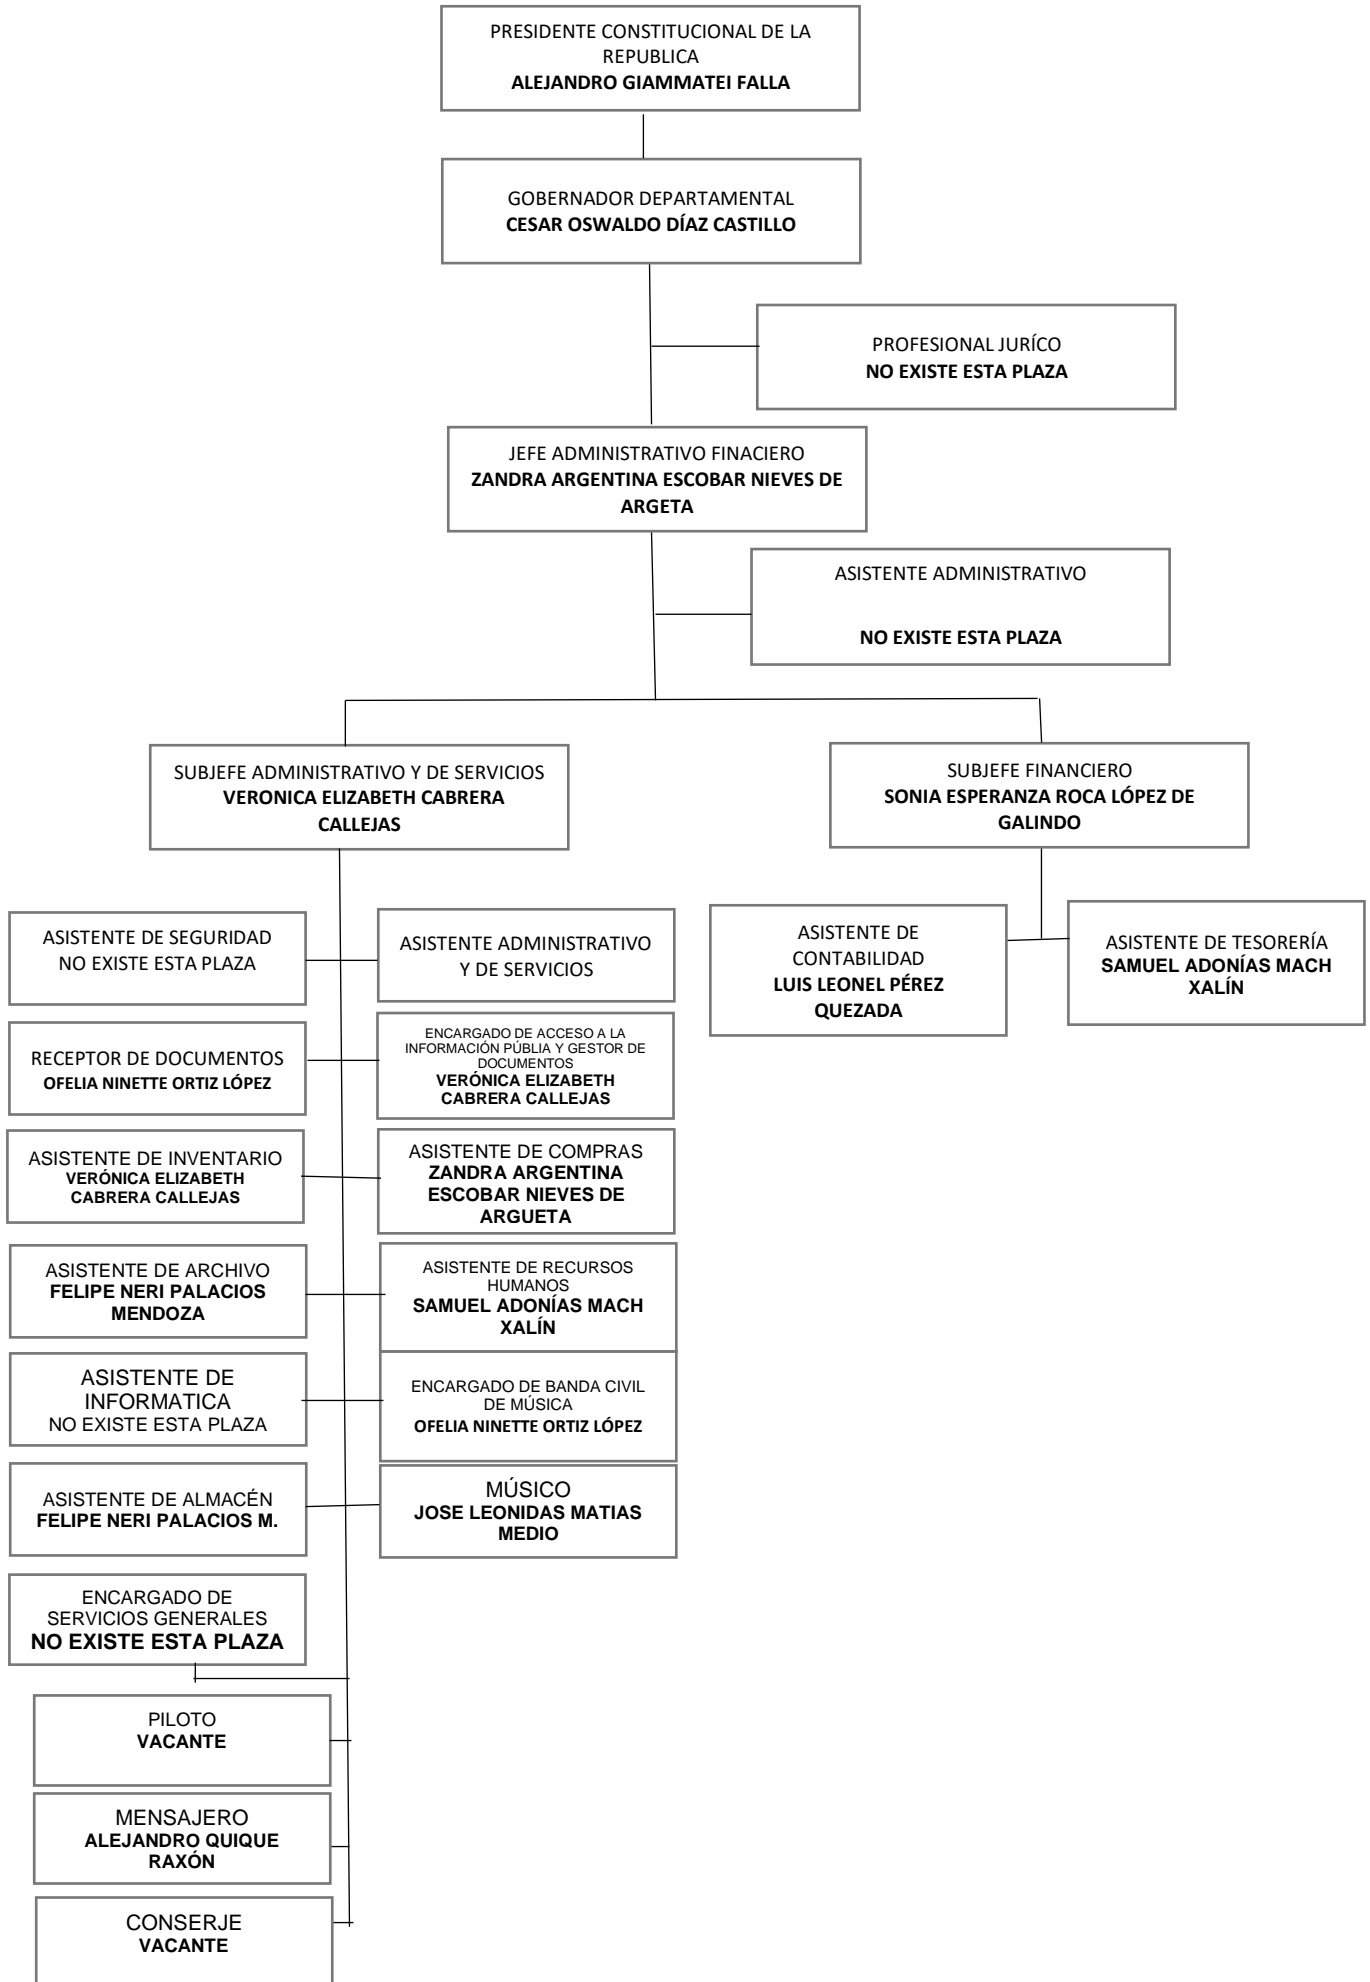 PRESIDENTE CONSTITUCIONAL DE LA
REPUBLICA
ALEJANDRO GIAMMATEI FALLA
GOBERNADOR DEPARTAMENTAL
CESAR OSWALDO DÍAZ CASTILLO
PROFESIONAL JURÍCO
NO EXISTE ESTA PLAZA
JEFE ADMINISTRATIVO FINACIERO
ZANDRA ARGENTINA ESCOBAR NIEVES DE
ARGETA
ASISTENTE ADMINISTRATIVO
NO EXISTE ESTA PLAZA
SUBJEFE ADMINISTRATIVO Y DE SERVICIOS
VERONICA ELIZABETH CABRERA
CALLEJAS
SUBJEFE FINANCIERO
SONIA ESPERANZA ROCA LÓPEZ DE
GALINDO
ASISTENTE DE SEGURIDAD
NO EXISTE ESTA PLAZA
ASISTENTE ADMINISTRATIVO
Y DE SERVICIOS
ASISTENTE DE
CONTABILIDAD
LUIS LEONEL PÉREZ
QUEZADA
ASISTENTE DE TESORERÍA
SAMUEL ADONÍAS MACH
XALÍN
RECEPTOR DE DOCUMENTOS
OFELIA NINETTE ORTIZ LÓPEZ
ENCARGADO DE ACCESO A LA
INFORMACIÓN PÚBLIA Y GESTOR DE
DOCUMENTOS
VERÓNICA ELIZABETH
CABRERA CALLEJAS
ASISTENTE DE INVENTARIO
VERÓNICA ELIZABETH
CABRERA CALLEJAS
ASISTENTE DE COMPRAS
ZANDRA ARGENTINA
ESCOBAR NIEVES DE
ARGUETA
ASISTENTE DE ARCHIVO
FELIPE NERI PALACIOS
MENDOZA
ASISTENTE DE RECURSOS
HUMANOS
SAMUEL ADONÍAS MACH
XALÍN
ASISTENTE DE
INFORMATICA
NO EXISTE ESTA PLAZA
ENCARGADO DE BANDA CIVIL
DE MÚSICA
OFELIA NINETTE ORTIZ LÓPEZ
ASISTENTE DE ALMACÉN
FELIPE NERI PALACIOS M.
MÚSICO
JOSE LEONIDAS MATIAS
MEDIO
ENCARGADO DE
SERVICIOS GENERALES
NO EXISTE ESTA PLAZA
PILOTO
VACANTE
MENSAJERO
ALEJANDRO QUIQUE
RAXÓN
CONSERJE
VACANTE